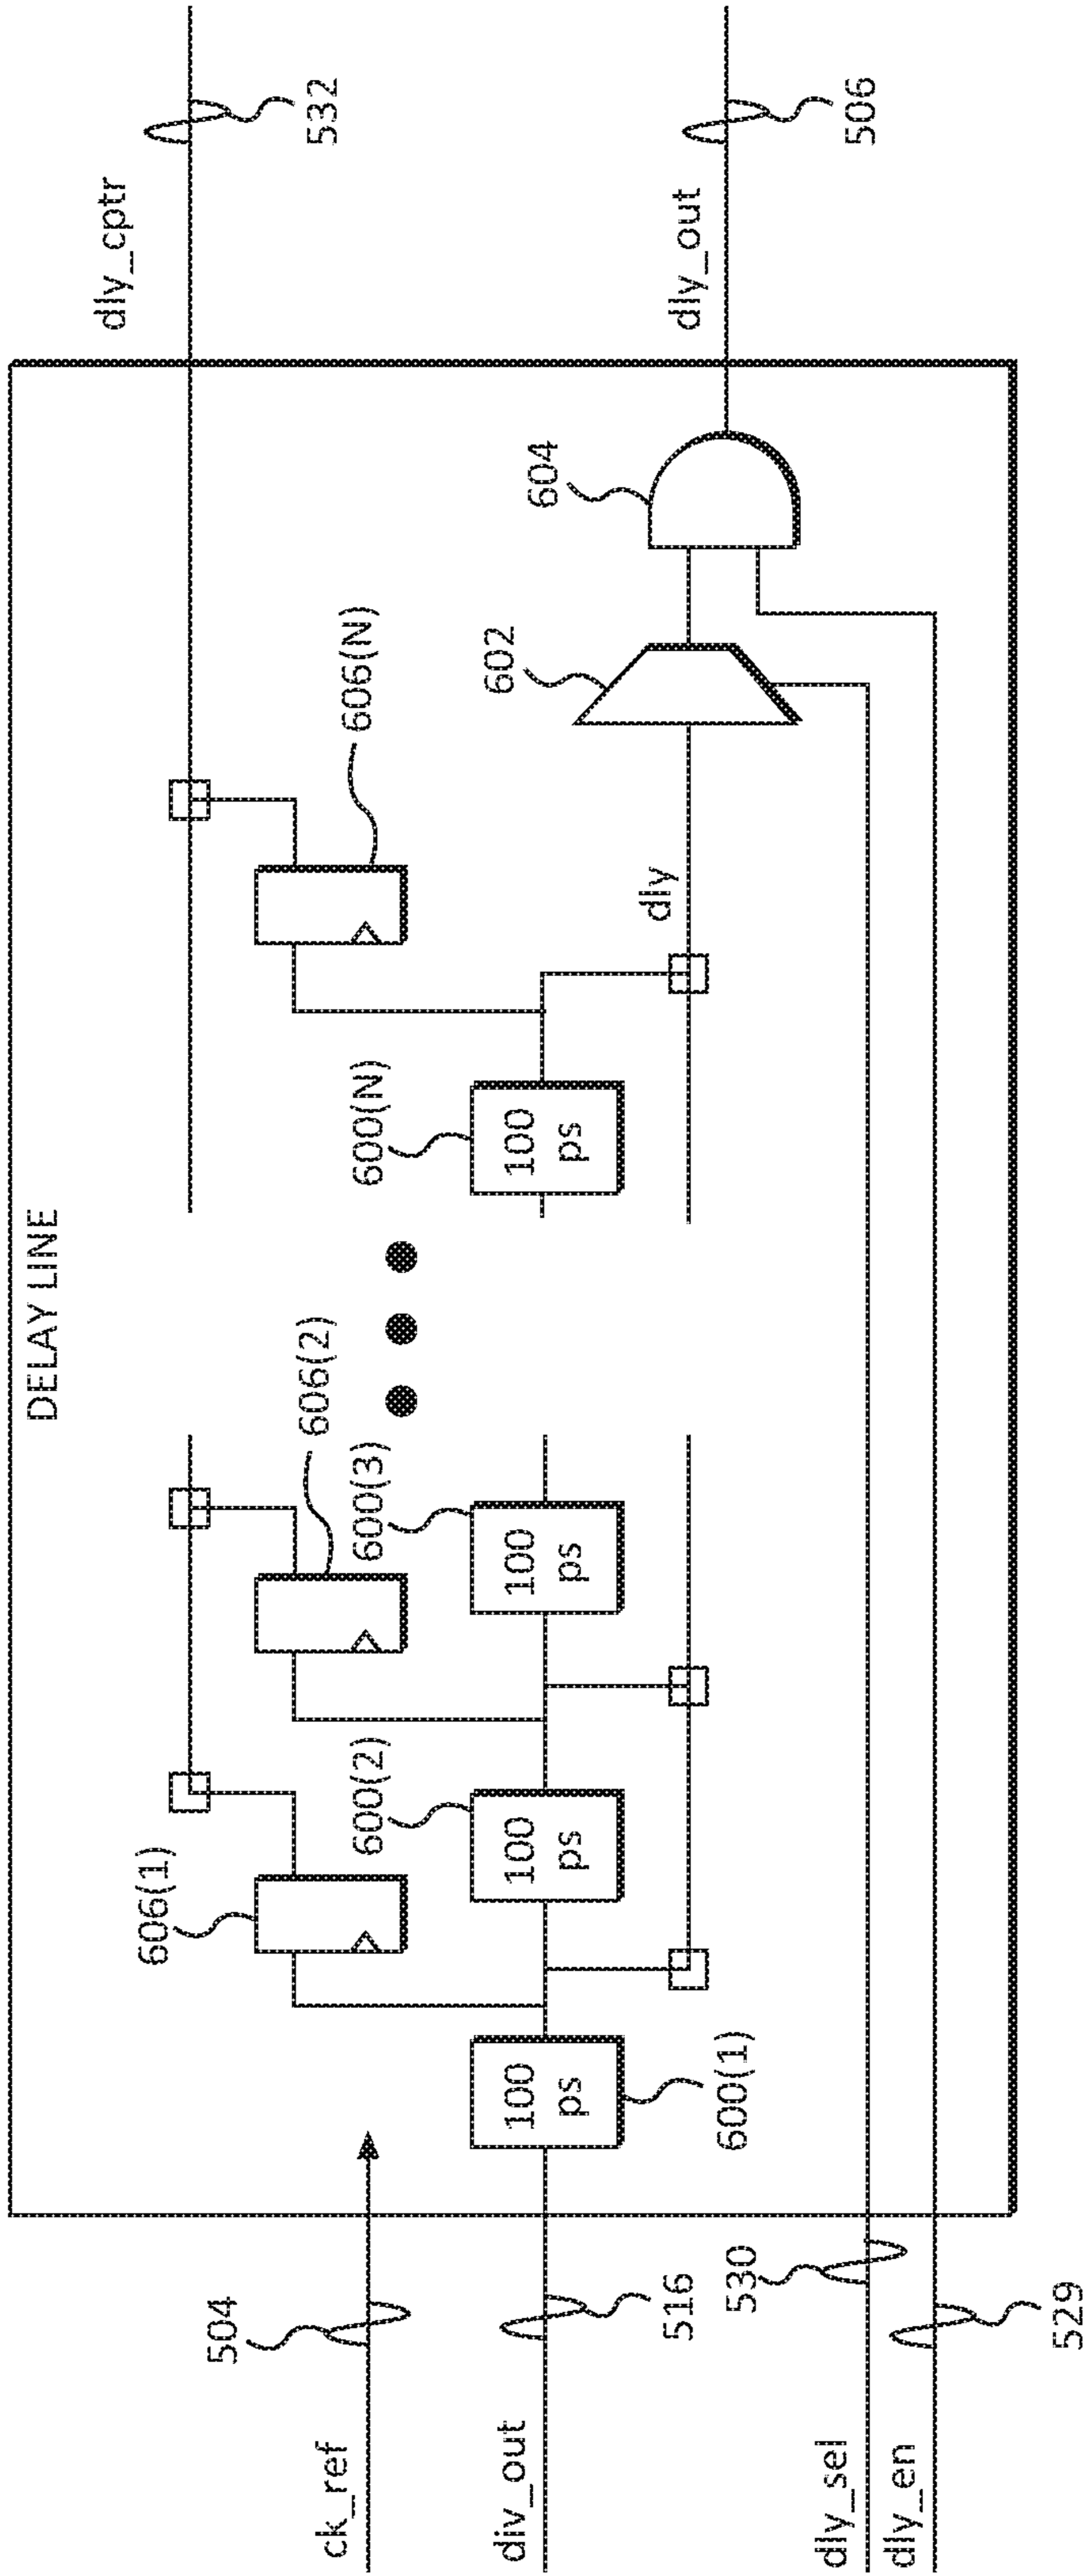 DELAY LINE
dly_cptr
532
ck_ref
504
606(1)
606(2)
606(N)
div_out
516
100
ps
600(1)
100
ps
600(2)
100
ps
600(3)
100
ps
600(N)
dly
602
604
dly_out
506
dly_sel
530
dly_en
529